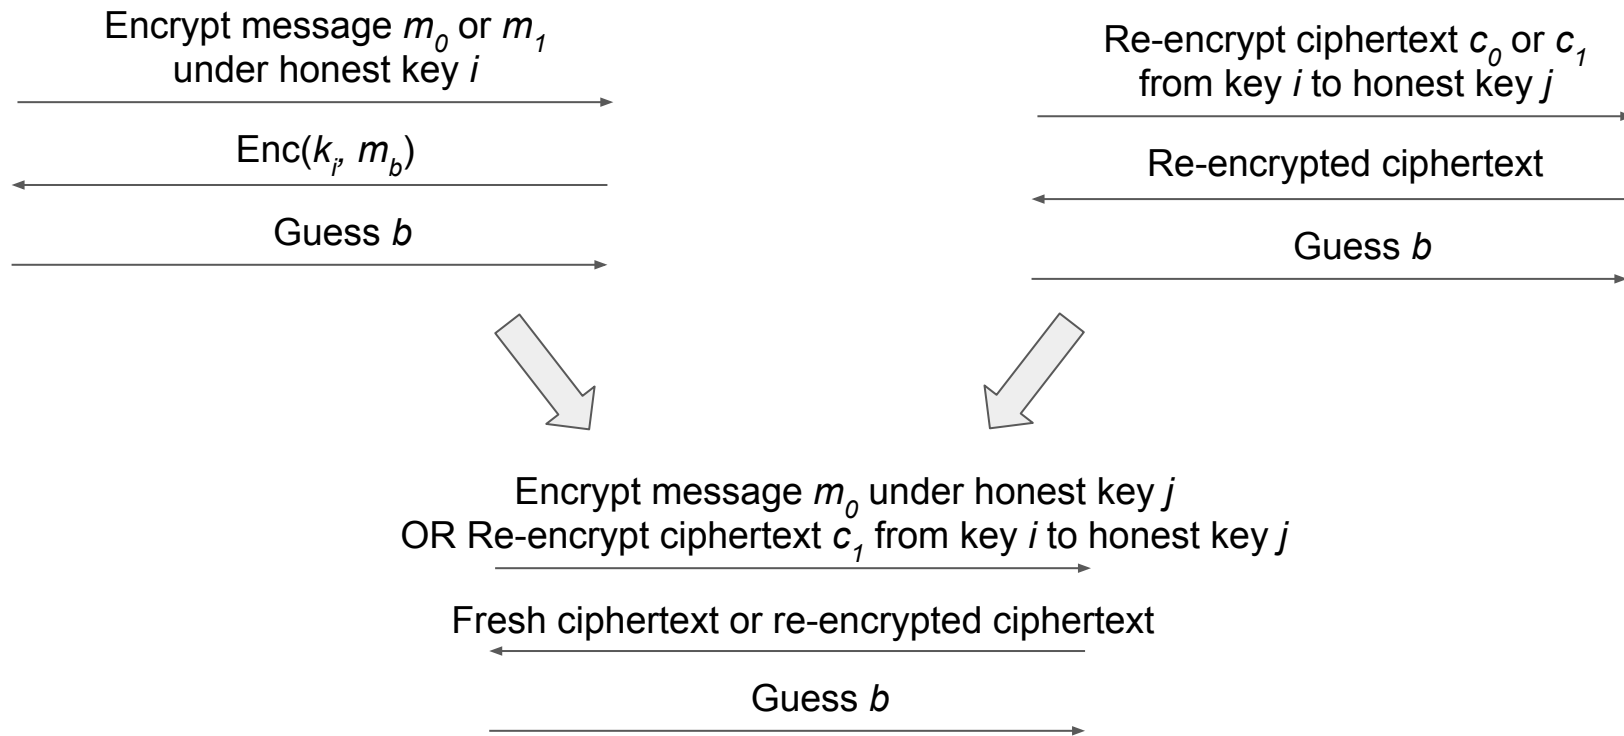 Encrypt message m₀ or m₁
under honest key i
Enc(kᵢ, m_b)
Guess b
Re-encrypt ciphertext c₀ or c₁
from key i to honest key j
Re-encrypted ciphertext
Guess b
Encrypt message m₀ under honest key j
OR Re-encrypt ciphertext c₁ from key i to honest key j
Fresh ciphertext or re-encrypted ciphertext
Guess b